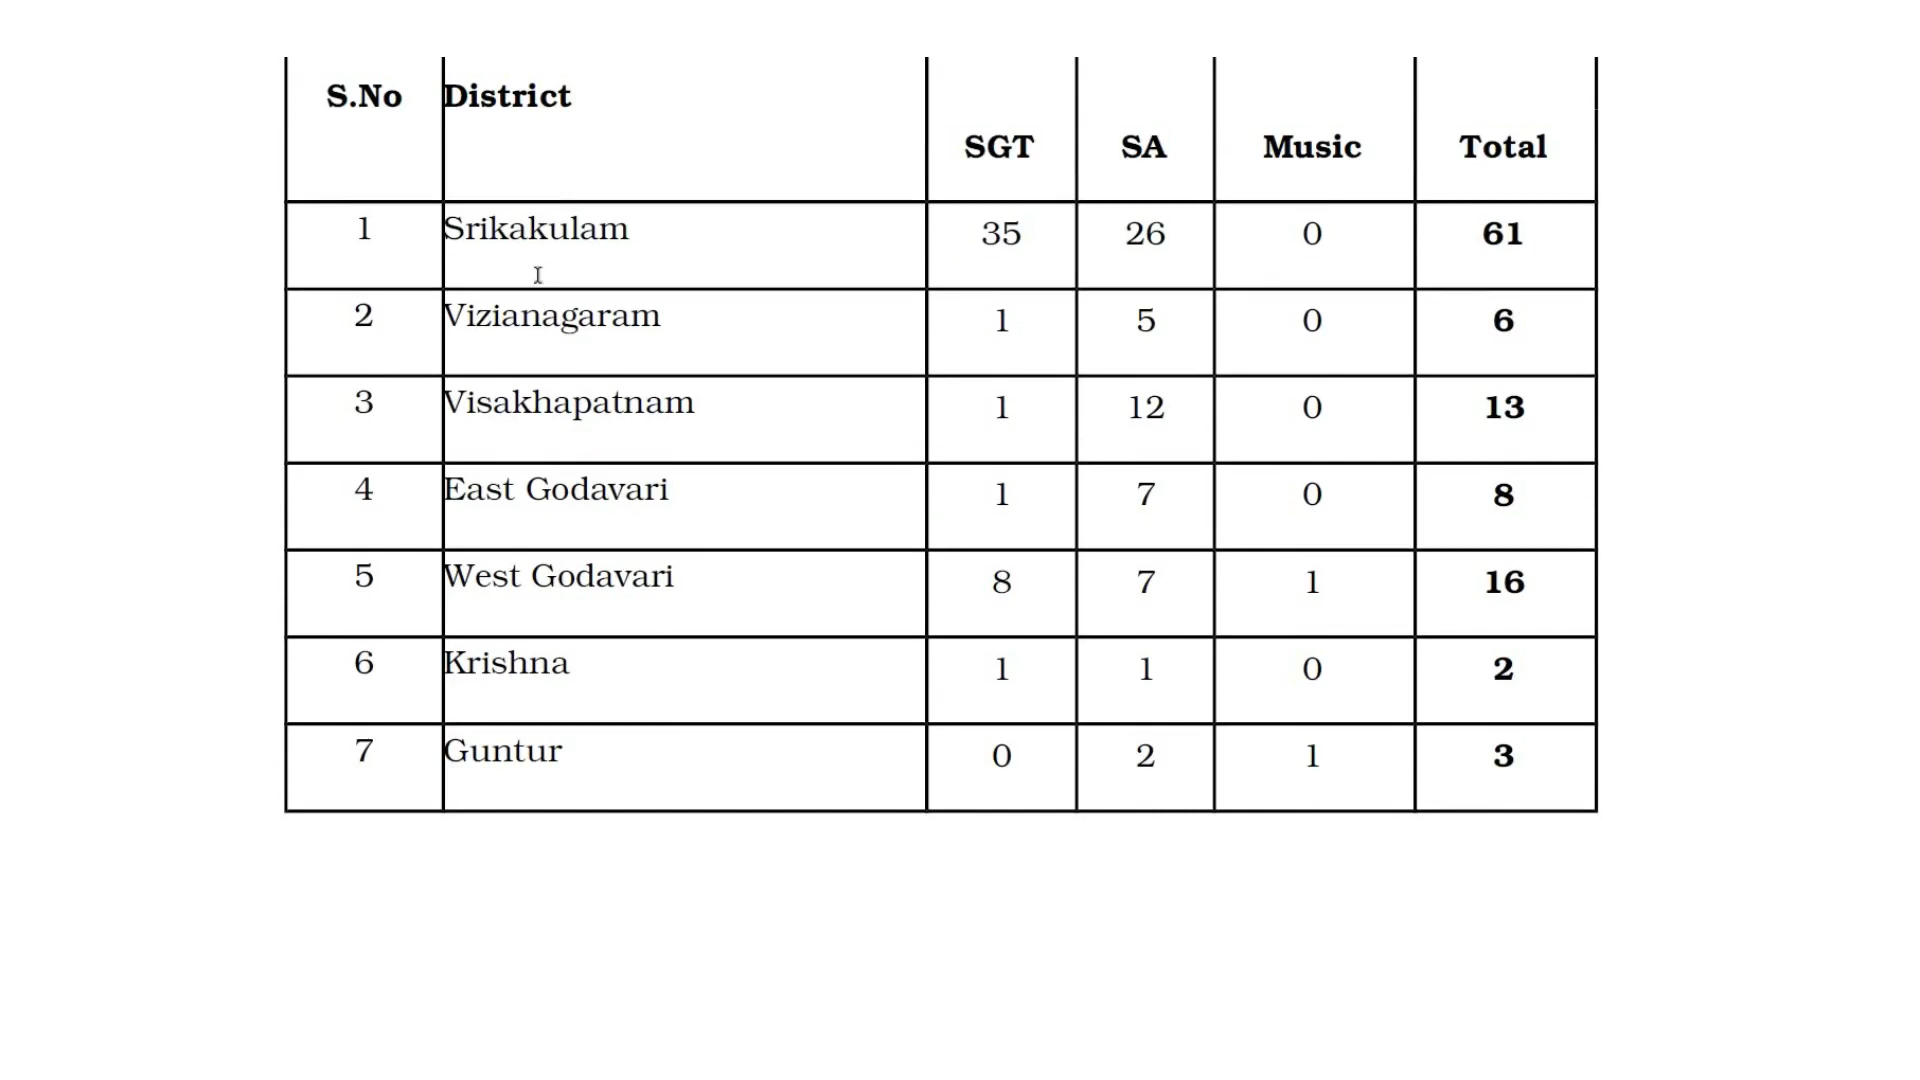 S.No District SGT SA Music Total
1 Srikakulam 35 26 0 61
2 Vizianagaram 1 5 0 6
3 Visakhapatnam 1 12 0 13
4 East Godavari 1 7 0 8
5 West Godavari 8 7 1 16
6 Krishna 1 1 0 2
7 Guntur 0 2 1 3